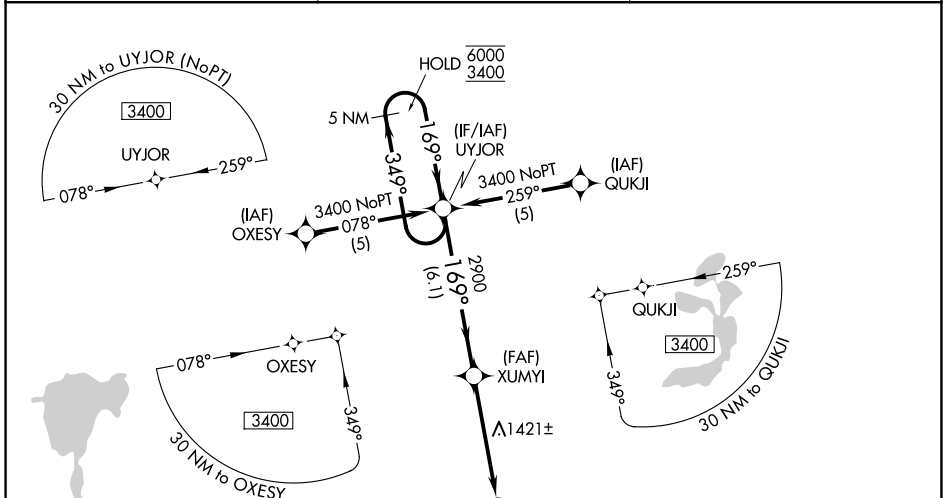 30 NM to UYJOR (NoPT)
3400
UYJOR
078°
259°
HOLD
6000
3400
5 NM
169°
349°
(IF/IAF)
UYJOR
3400 NoPT
259°
(5)
(IAF)
QUKJI
(IAF)
OXESY
3400 NoPT
078°
(5)
2900
169°
(6.1)
(FAF)
XUMYI
1421±
078°
OXESY
349°
3400
30 NM to OXESY
259°
QUKJI
3400
349°
30 NM to QUKJI